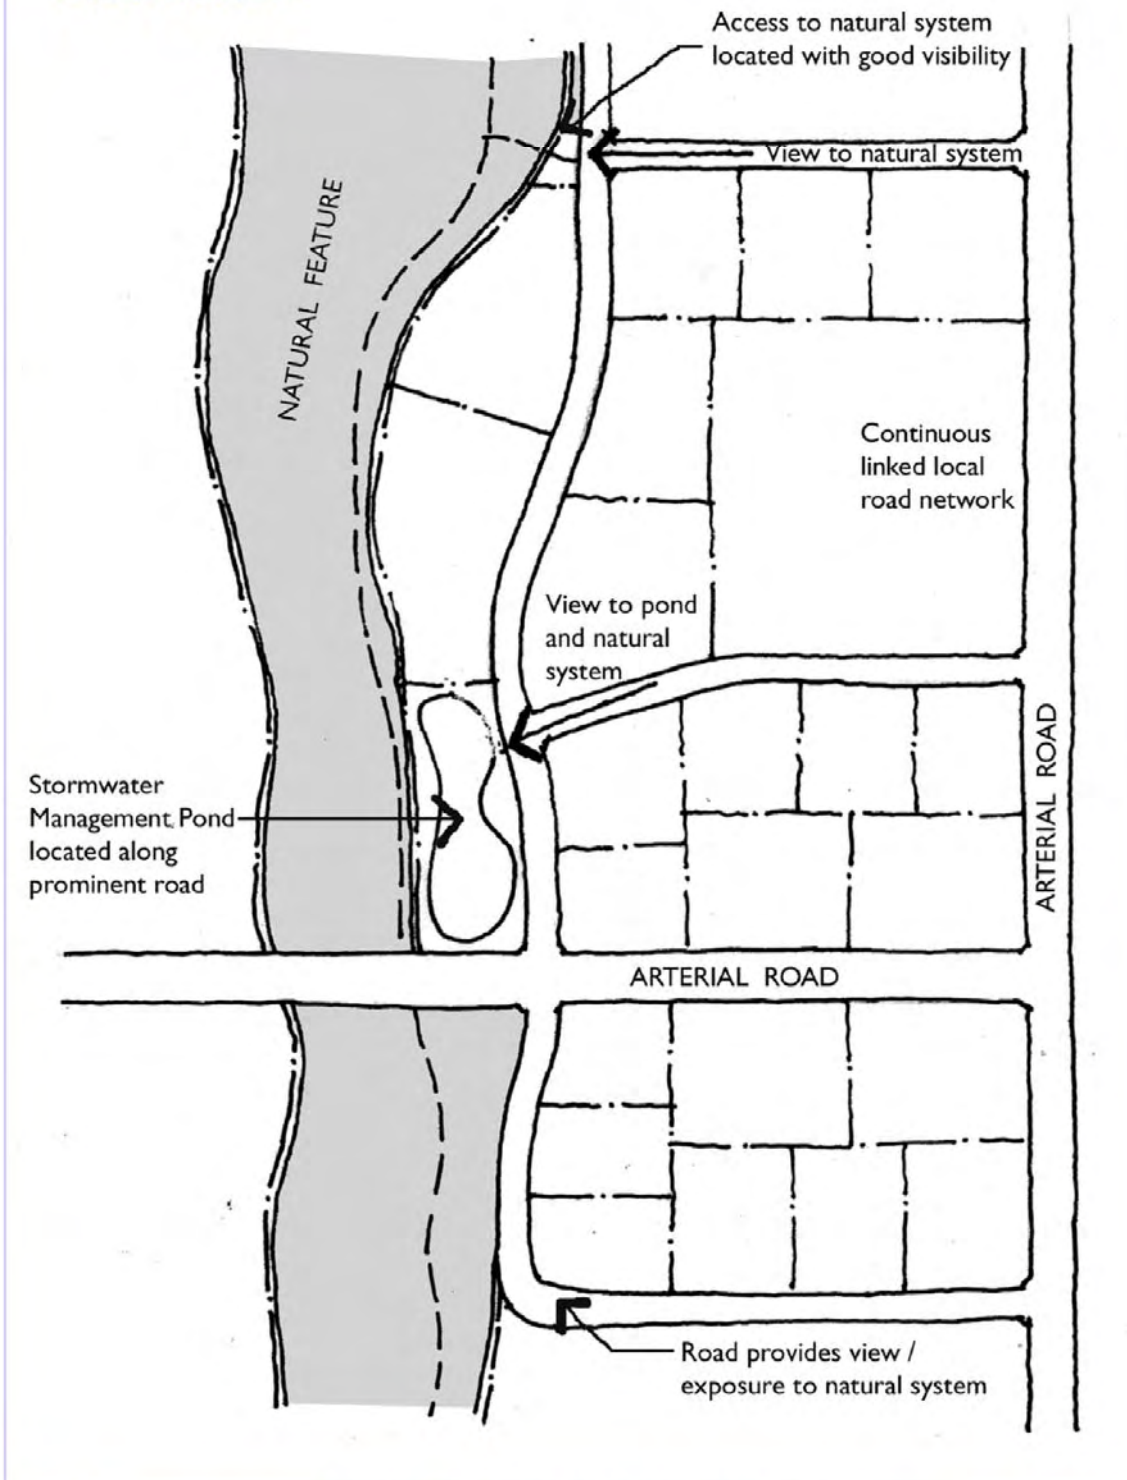 Access to natural system
located with good visibility
View to natural system
NATURAL FEATURE
Continuous
linked local
road network
View to pond
and natural
system
Stormwater
Management Pond
located along
prominent road
ARTERIAL ROAD
ARTERIAL ROAD
Road provides view /
exposure to natural system